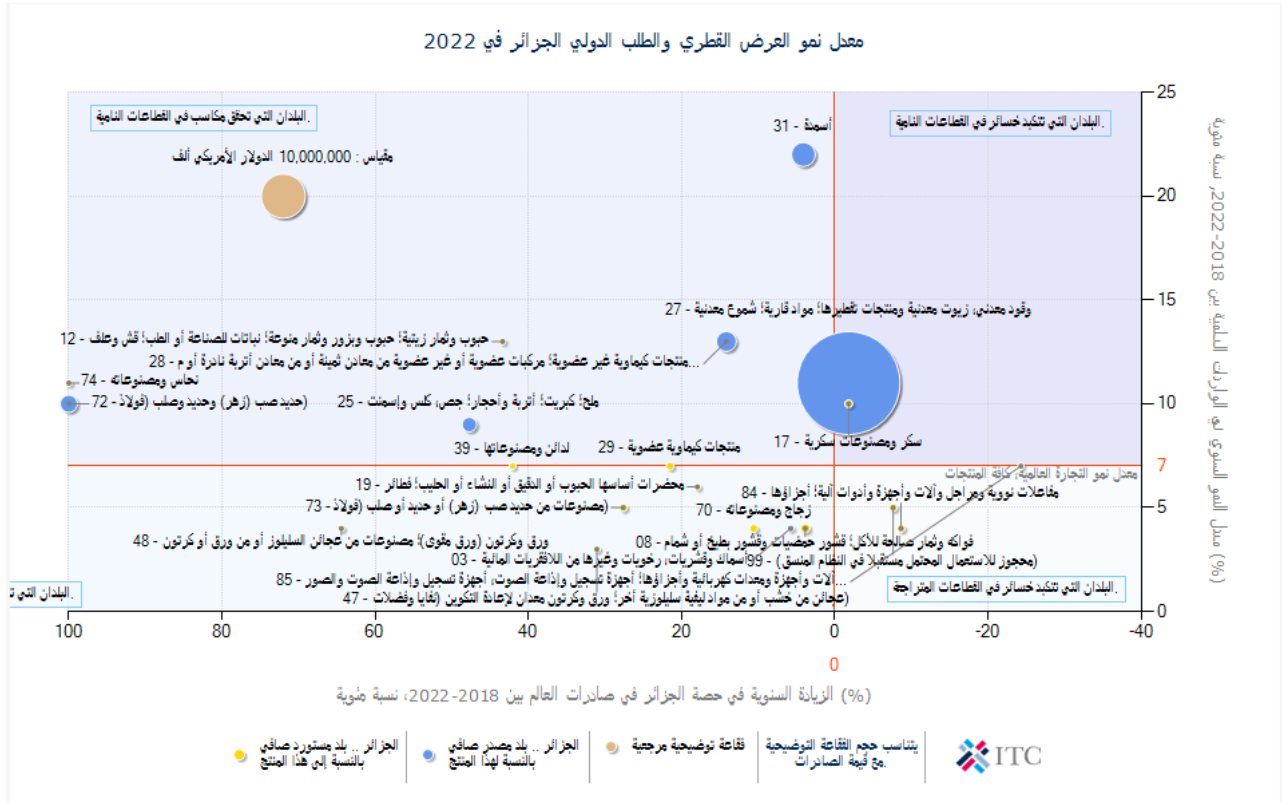 معدل نمو العرض القطري والطلب الدولي الجزائر في 2022
البلدان التي تتكبد خسائر في القطاعات النامية.
البلدان التي تحقق مكاسب في القطاعات النامية.
31 - أسمدة
مقياس : 10,000,000 الدولار الأمريكي ألف
27 - وقود معدني، زيوت معدنية ومنتجات تقطيرها؛ مواد قارية؛ شموع معدنية
12 - حبوب وثمار زيتية؛ حبوب وبزور وثمار منوعة؛ نباتات للصناعة أو الطب؛ قش وعلف
28 - منتجات كيماوية غير عضوية؛ مركبات عضوية أو غير عضوية من معادن ثمينة أو من معادن أتربة نادرة أو م...
74 - نحاس ومصنوعاته
72 - حديد صب (زهر) وحديد وصلب (فولاذ)
25 - ملح؛ كبريت؛ أتربة وأحجار؛ جص، كلس وإسمنت
17 - سكر ومصنوعات سكرية
29 - منتجات كيماوية عضوية
39 - لدائن ومصنوعاتها
معدل نمو التجارة العالمية، كافة المنتجات
19 - محضرات أساسها الحبوب أو الدقيق أو النشاء أو الحليب؛ فطائر
84 - مفاعلات نووية ومراجل وآلات وأجهزة وأدوات آلية؛ أجزاؤها
73 - مصنوعات من حديد صب (زهر) أو حديد أو صلب (فولاذ)
70 - زجاج ومصنوعاته
48 - ورق وكرتون (ورق مقوى)؛ مصنوعات من عجائن السليلوز أو من ورق أو كرتون
08 - فواكه وثمار صالحة للأكل؛ قشور حمضيات وقشور بطيخ أو شمام
03 - أسماك وقشريات، رخويات وغيرها من اللافقريات المائية
99 - (محجوز للاستعمال المحتمل مستقبلا في النظام المنسق)
85 - آلات وأجهزة ومعدات كهربائية وأجزاؤها؛ أجهزة تسجيل وإذاعة الصوت، أجهزة تسجيل وإذاعة الصوت والصور...
47 - عجائن من خشب أو من مواد ليفية سليلوزية أخر؛ ورق وكرتون معدان لإعادة التكوين (نفايا وفضلات)
البلدان التي تتكبد خسائر في القطاعات المتراجة.
البلدان التي ت
25
20
15
10
7
5
0
معدل النمو السنوي في الواردات العالمية بين 2018-2022, نسبة مئوية (%)
100 80 60 40 20 0 -20 -40
0
الزيادة السنوية في حصة الجزائر في صادرات العالم بين 2018-2022، نسبة مئوية (%)
ITC
يتناسب حجم الفقاعة التوضيحية
مع قيمة الصادرات.
فقاعة توضيحية مرجعية
الجزائر .. بلد مصدر صافي
بالنسبة لهذا المنتج
الجزائر .. بلد مستورد صافي
بالنسبة إلى هذا المنتج